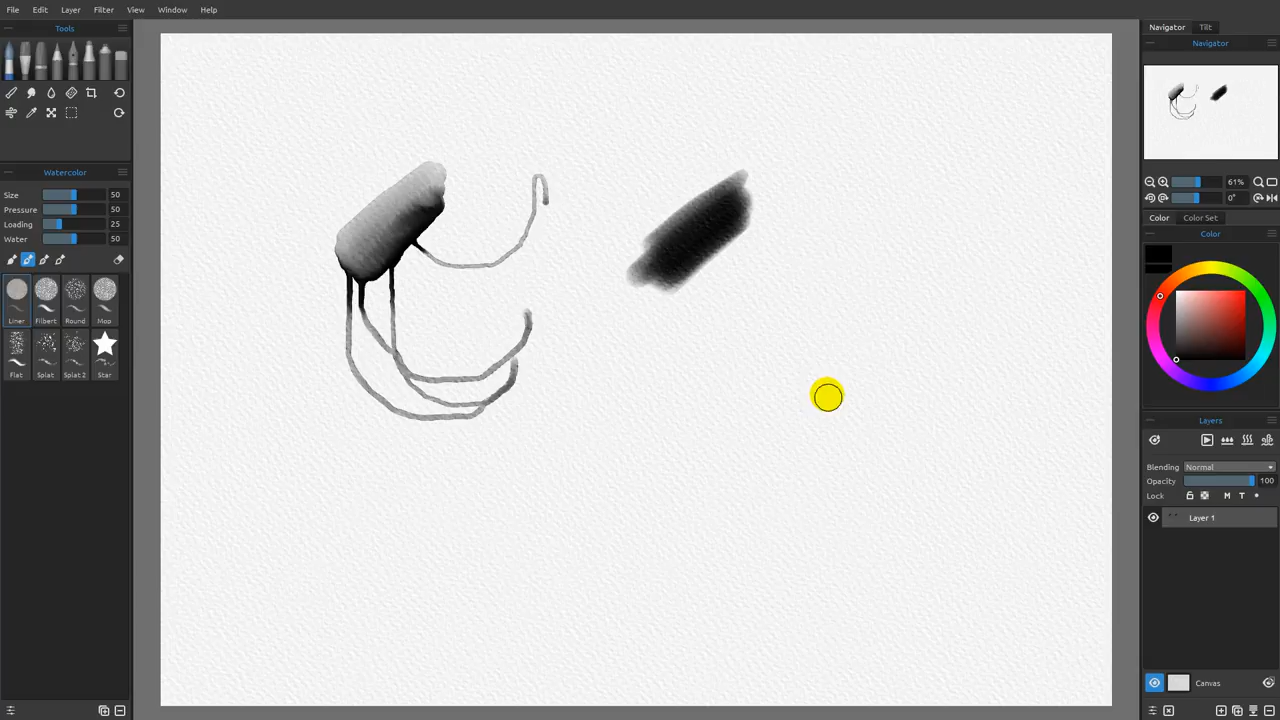 File Edit Layer Filter View Window Help
Tools
Navigator Tilt
Navigator
Watercolor
Size 50
Pressure 50
Loading 25
Water 50
Liner Filbert Round Mop
Flat Splat Splat 2 Star
61%
0°
Color Color Set
Color
Layers
Blending Normal
Opacity 100
Lock M T
Layer 1
Canvas